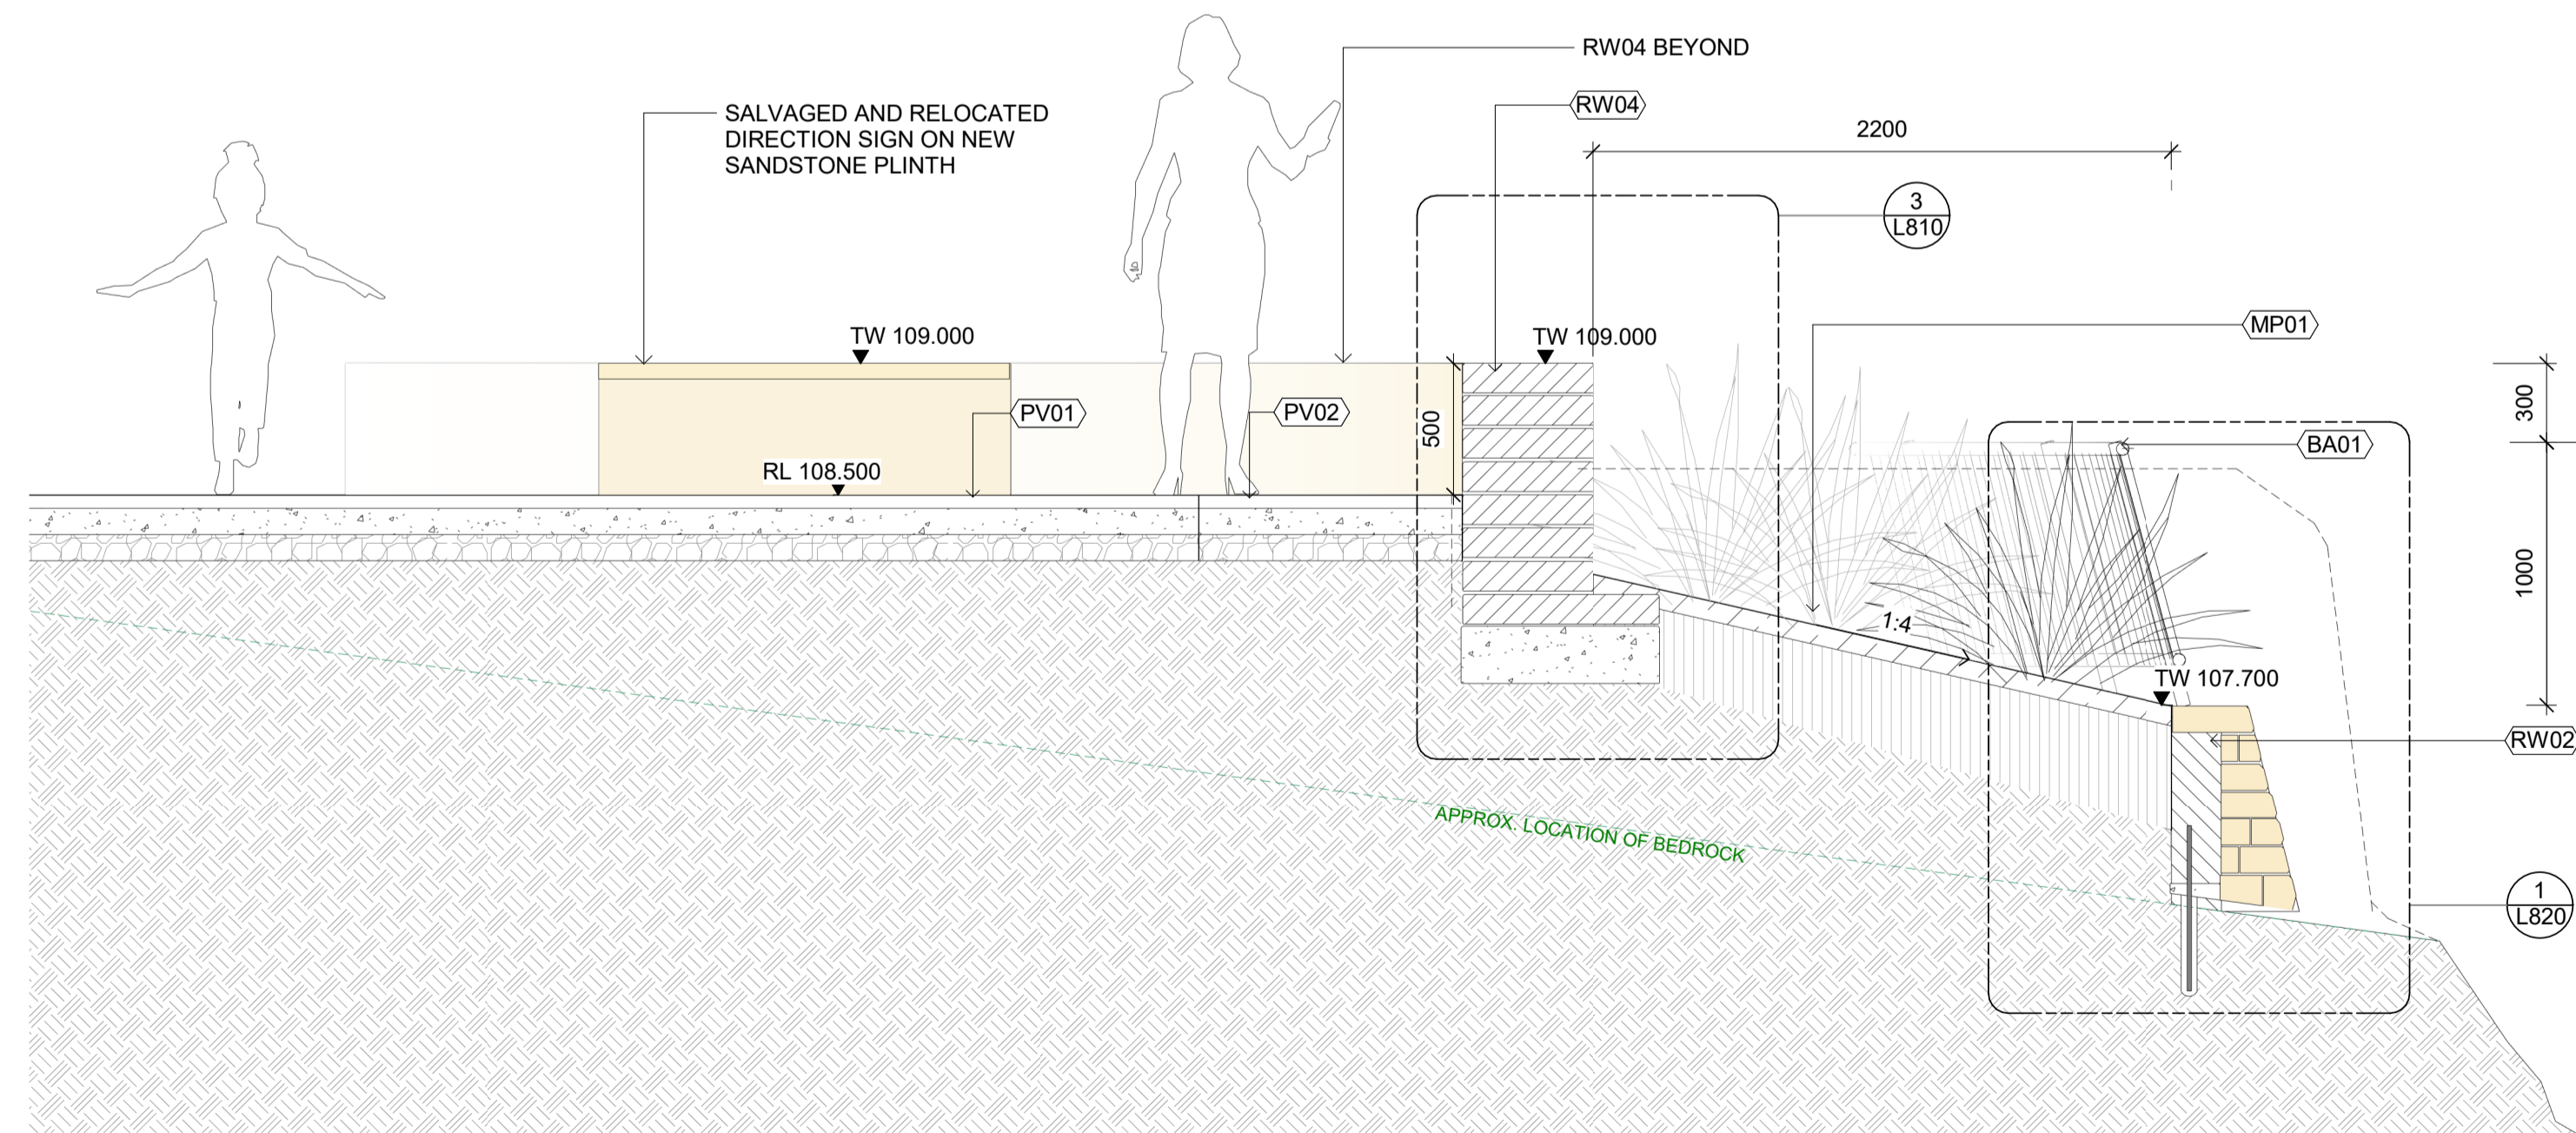 RW04 BEYOND
RW04
SALVAGED AND RELOCATED
DIRECTION SIGN ON NEW
SANDSTONE PLINTH
2200
3
L810
TW 109.000
TW 109.000
MP01
300
PV01
PV02
500
BA01
RL 108.500
1000
1:4
TW 107.700
RW02
APPROX. LOCATION OF BEDROCK
1
L820